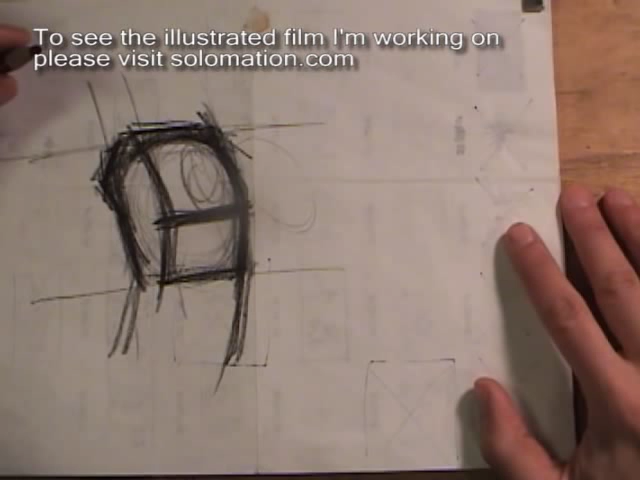 To see the illustrated film I'm working on
please visit solomation.com